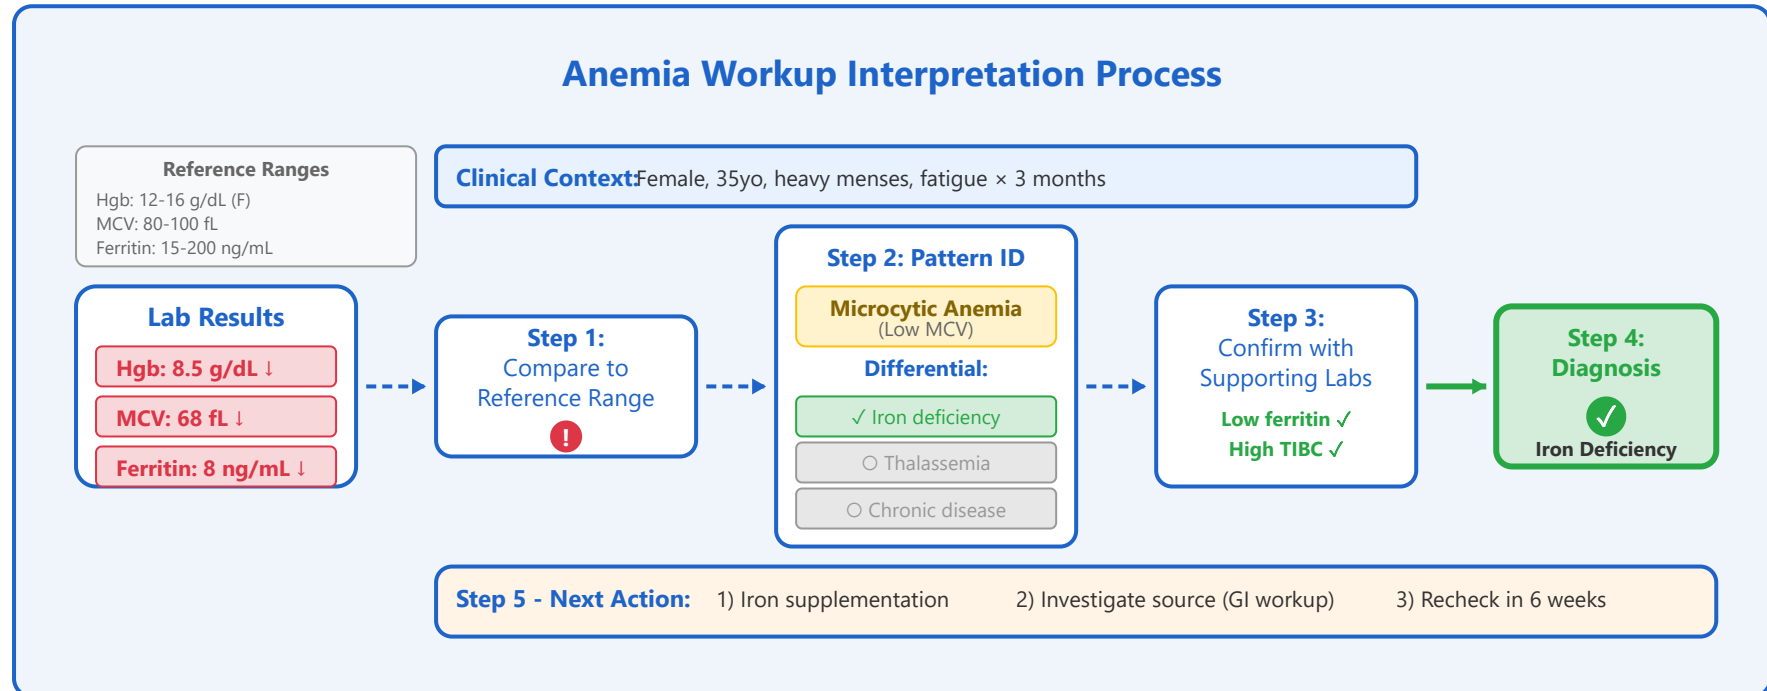 Anemia Workup Interpretation Process
Reference Ranges
Hgb: 12-16 g/dL (F)
MCV: 80-100 fL
Ferritin: 15-200 ng/mL
Clinical Context:Female, 35yo, heavy menses, fatigue × 3 months
Lab Results
Hgb: 8.5 g/dL ↓
MCV: 68 fL ↓
Ferritin: 8 ng/mL ↓
Step 1:
Compare to
Reference Range
!
Step 2: Pattern ID
Microcytic Anemia
(Low MCV)
Differential:
✓ Iron deficiency
○ Thalassemia
○ Chronic disease
Step 3:
Confirm with
Supporting Labs
Low ferritin ✓
High TIBC ✓
Step 4:
Diagnosis
✓
Iron Deficiency
Step 5 - Next Action: 1) Iron supplementation 2) Investigate source (GI workup) 3) Recheck in 6 weeks